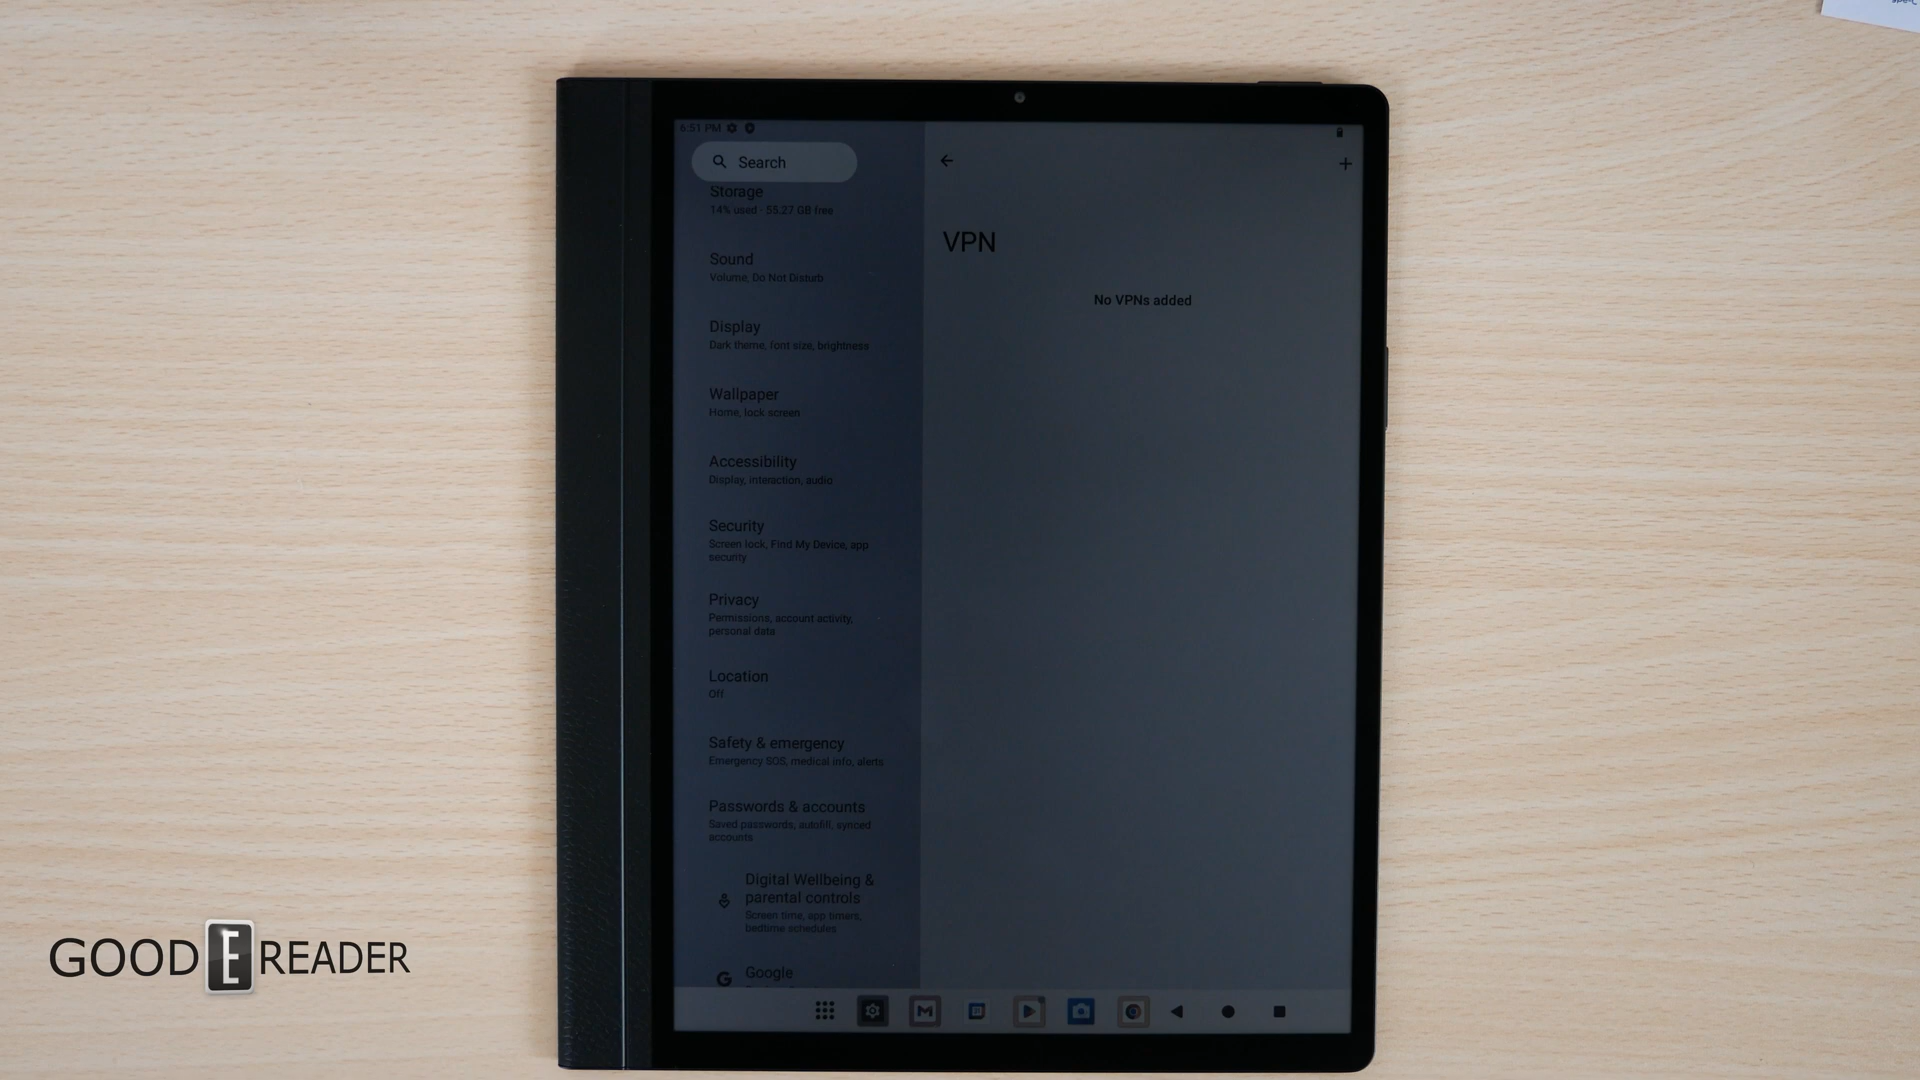 6:51 PM
Search
Storage
14% used - 55.27 GB free
Sound
Volume, Do Not Disturb
Display
Dark theme, font size, brightness
Wallpaper
Home, lock screen
Accessibility
Display, interaction, audio
Security
Screen lock, Find My Device, app
security
Privacy
Permissions, account activity,
personal data
Location
Off
Safety & emergency
Emergency SOS, medical info, alerts
Passwords & accounts
Saved passwords, autofill, synced
accounts
Digital Wellbeing &
parental controls
Screen time, app timers,
bedtime schedules
G Google
VPN
No VPNs added
GOOD E READER